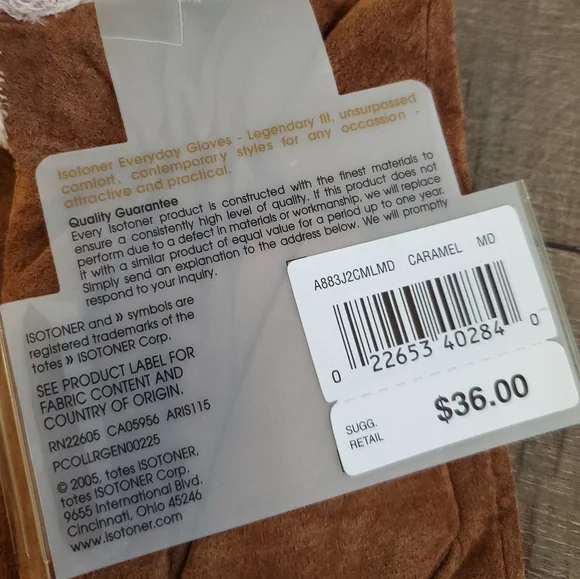 Isotoner Everyday Gloves - Legendary fit, unsurpassed
comfort, contemporary styles for any occassion -
attractive and practical.
Quality Guarantee
Every Isotoner product is constructed with the finest materials to
ensure a consistently high level of quality. If this product does not
perform due to a defect in materials or workmanship, we will replace
it with a similar product of equal value for a period up to one year.
Simply send an explanation to the address below. We will promptly
respond to your inquiry.
ISOTONER and » symbols are
registered trademarks of the
totes » ISOTONER Corp.
SEE PRODUCT LABEL FOR
FABRIC CONTENT AND
COUNTRY OF ORIGIN.
RN22605 CA05956 ARIS115
PCOLLRGEN00225
© 2005, totes ISOTONER,
totes ISOTONER Corp.
9655 International Blvd.
Cincinnati, Ohio 45246
www.isotoner.com
A883J2CMLMD CARAMEL MD
0 22653 40284 0
SUGG.
RETAIL
$36.00